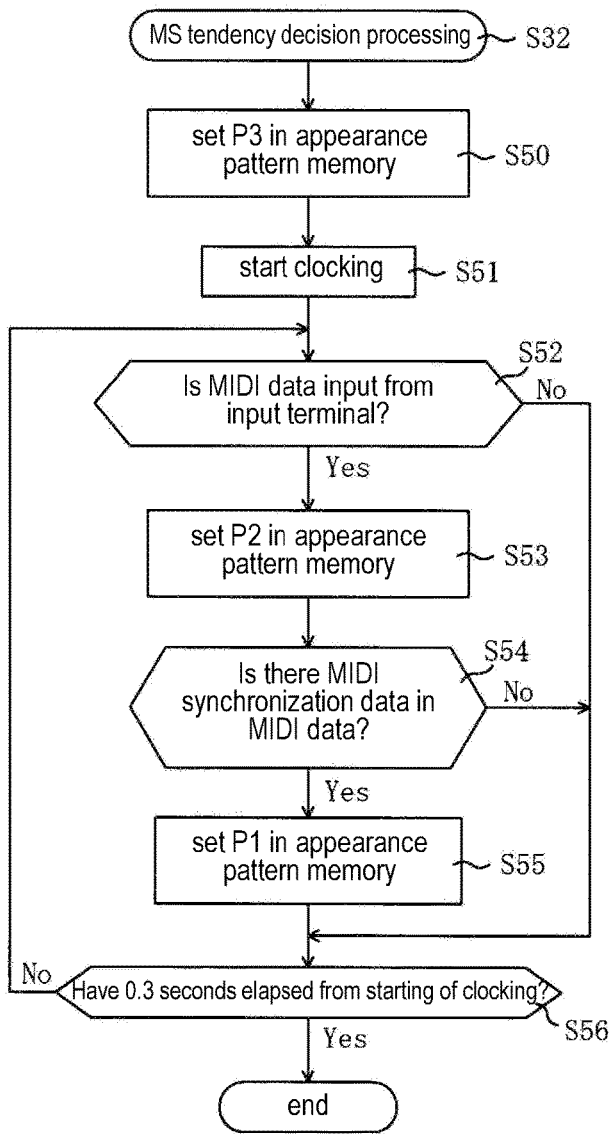 MS tendency decision processing
S32
set P3 in appearance
pattern memory
S50
start clocking
S51
S52
Is MIDI data input from
input terminal?
No
Yes
set P2 in appearance
pattern memory
S53
S54
Is there MIDI
synchronization data in
MIDI data?
No
Yes
set P1 in appearance
pattern memory
S55
No
Have 0.3 seconds elapsed from starting of clocking?
S56
Yes
end